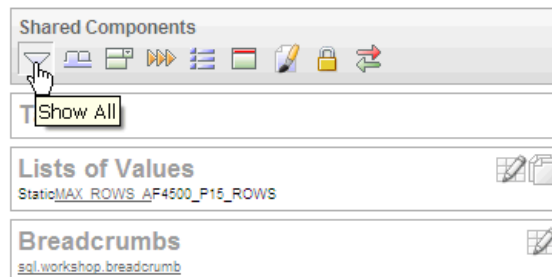 Shared Components
Show All
T
Lists of Values
StaticMAX_ROWS_AF4500_P15_ROWS
Breadcrumbs
sql.workshop.breadcrumb